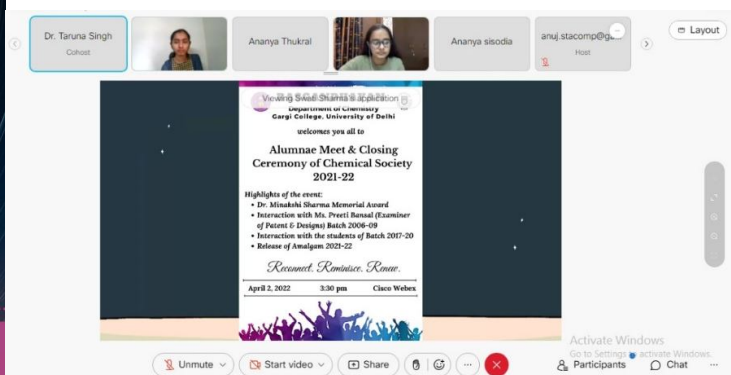 Dr. Taruna Singh
Cohost
Ananya Thukral
Ananya sisodia
anuj.stacomp@g
Host
Layout
Viewing Swati Sharma's application
Department of Chemistry
Gargi College, University of Delhi
welcomes you all to
Alumnae Meet & Closing
Ceremony of Chemical Society
2021-22
Highlights of the event:
• Dr. Minakshi Sharma Memorial Award
• Interaction with Ms. Preeti Bansal (Examiner
of Patent & Designs) Batch 2006-09
• Interaction with the students of Batch 2017-20
• Release of Amalgam 2021-22
Reconnect. Reminisce. Renew.
April 2, 2022 3:30 pm Cisco Webex
Activate Windows
Go to Settings to activate Windows.
Unmute Start video Share Participants Chat